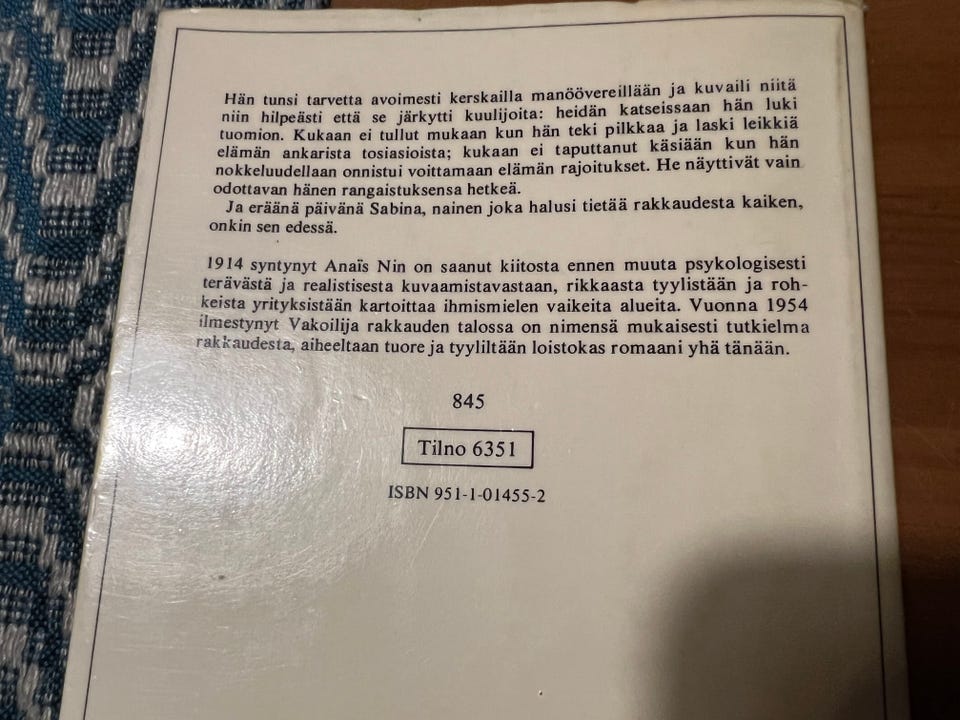 Hän tunsi tarvetta avoimesti kerskailla manöövereillään ja kuvaili niitä
niin hilpeästi että se järkytti kuulijoita: heidän katseissaan hän luki
tuomion. Kukaan ei tullut mukaan kun hän teki pilkkaa ja laski leikkiä
elämän ankarista tosiasioista; kukaan ei taputtanut käsiään kun hän
nokkeluudellaan onnistui voittamaan elämän rajoitukset. He näyttivät vain
odottavan hänen rangaistuksensa hetkeä.
Ja eräänä päivänä Sabina, nainen joka halusi tietää rakkaudesta kaiken,
onkin sen edessä.
1914 syntynyt Anaïs Nin on saanut kiitosta ennen muuta psykologisesti
terävästä ja realistisesta kuvaamistavastaan, rikkaasta tyylistään ja roh-
keista yrityksistään kartoittaa ihmismielen vaikeita alueita. Vuonna 1954
ilmestynyt Vakoilija rakkauden talossa on nimensä mukaisesti tutkielma
rakkaudesta, aiheeltaan tuore ja tyyliltään loistokas romaani yhä tänään.
845
Tilno 6351
ISBN 951-1-01455-2